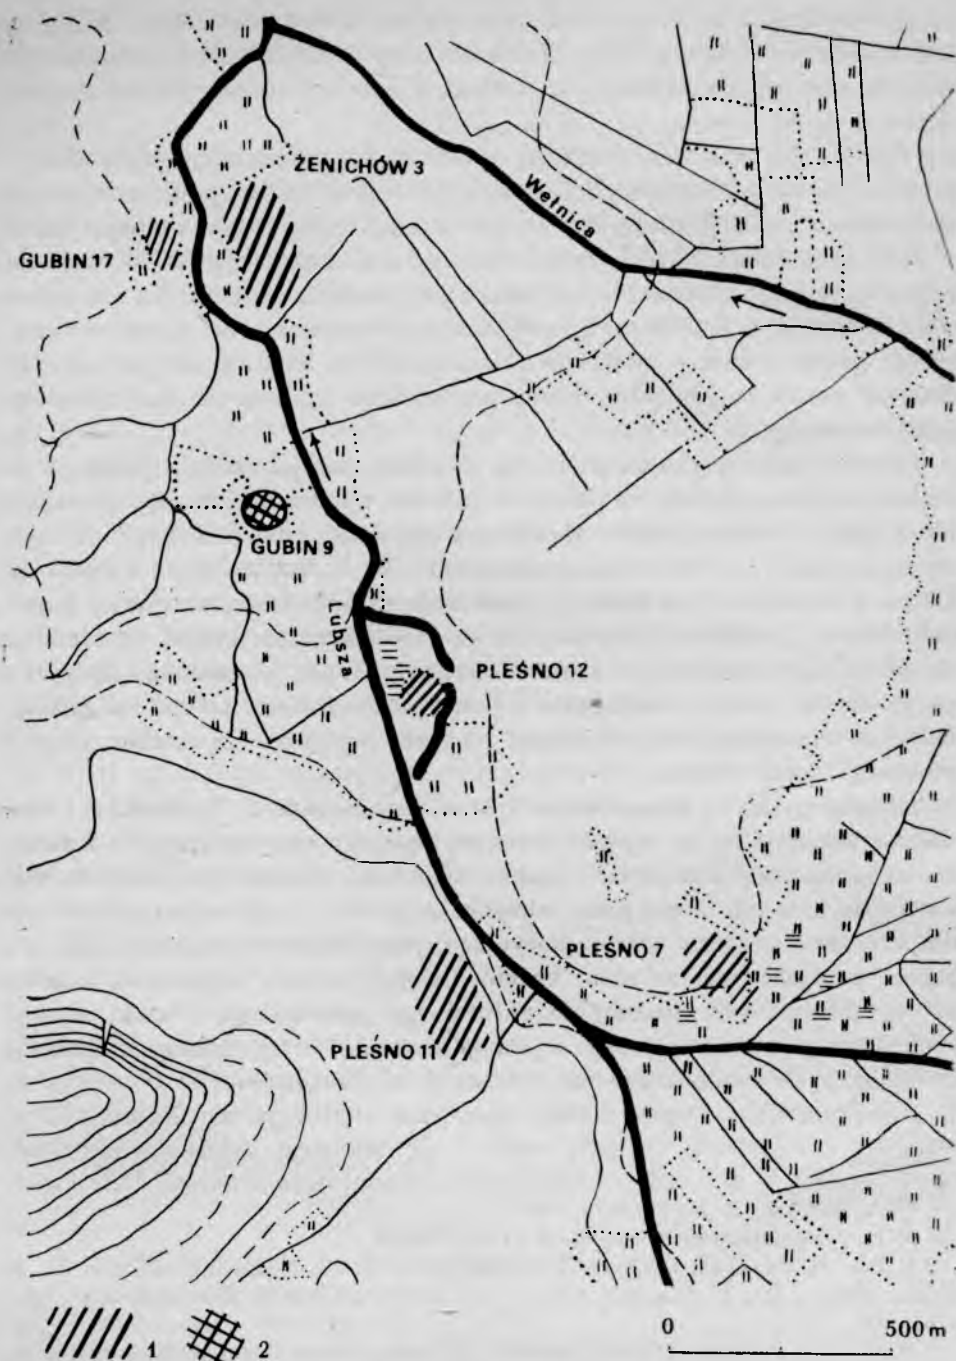 ŻENICHÓW 3
Wełnica
GUBIN 17
GUBIN 9
Lubsza
PLEŚNO 12
PLEŚNO 7
PLEŚNO 11
1 2
0 500 m